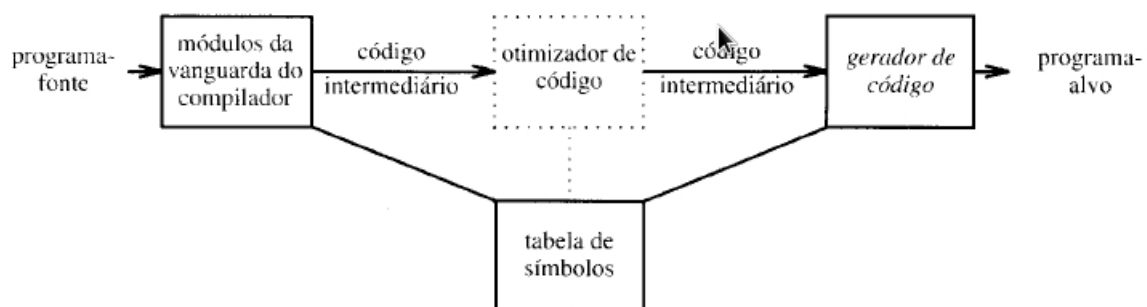 programa-
fonte
módulos da
vanguarda do
compilador
código
intermediário
otimizador de
código
código
intermediário
gerador de
código
programa-
alvo
tabela de
símbolos